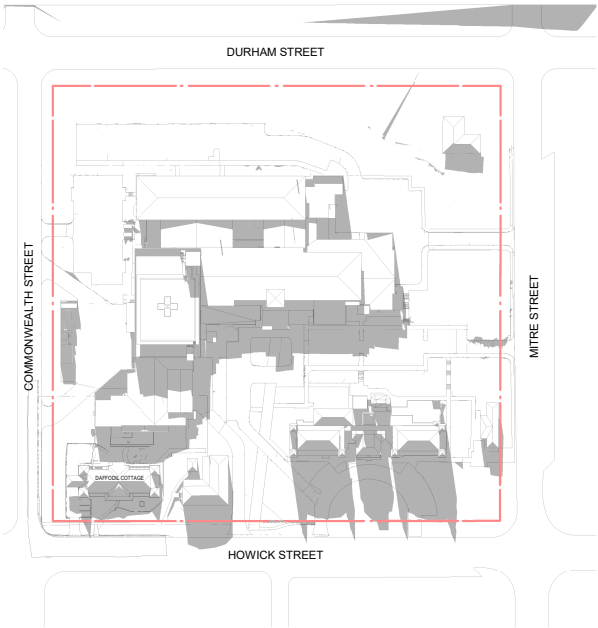 DURHAM STREET
COMMONWEALTH STREET
MITRE STREET
DAFFODIL COTTAGE
HOWICK STREET